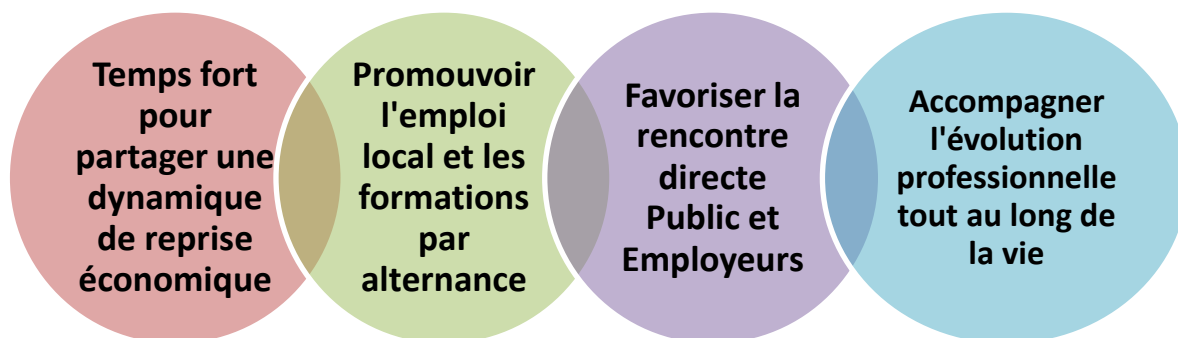 Temps fort
pour
partager une
dynamique
de reprise
économique
Promouvoir
l'emploi
local et les
formations
par
alternance
Favoriser la
rencontre
directe
Public et
Employeurs
Accompagner
l'évolution
professionnelle
tout au long de
la vie